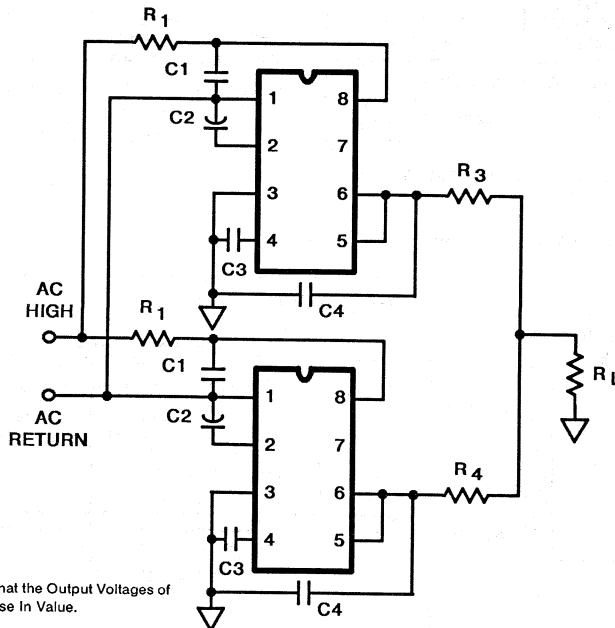 R1
C1
C2
1
2
3
4
8
7
6
5
C3
C4
R3
AC
HIGH
R1
C1
C2
AC
RETURN
1
2
3
4
8
7
6
5
C3
C4
R4
R
hat the Output Voltages of
se In Value.